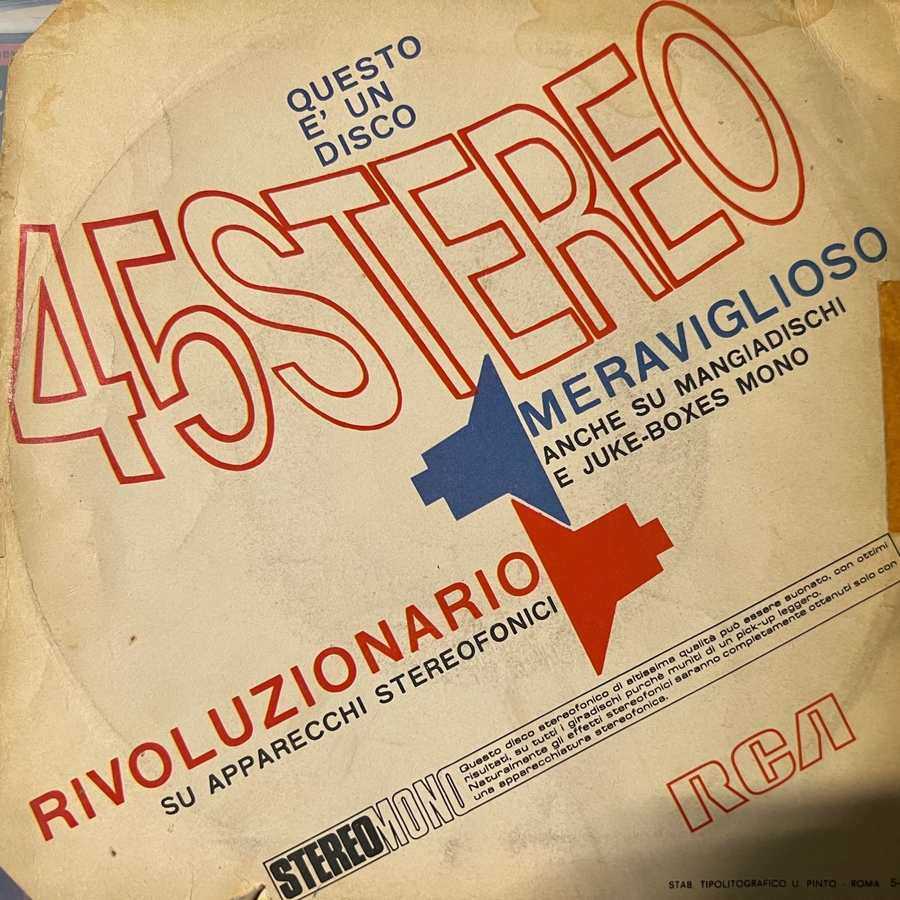 QUESTO
E' UN
DISCO
45STEREO
MERAVIGLIOSO
ANCHE SU MANGIADISCHI
E JUKE-BOXES MONO
RIVOLUZIONARIO
SU APPARECCHI STEREOFONICI
STEREOMONO
Questo disco stereofonico di altissima qualità può essere suonato, con ottimi
risultati, su tutti i giradischi purchè muniti di un pick-up leggero.
Naturalmente gli effetti stereofonici saranno completamente ottenuti solo con
una apparecchiatura stereofonica.
RCA
STAB. TIPOLITOGRAFICO U. PINTO - ROMA